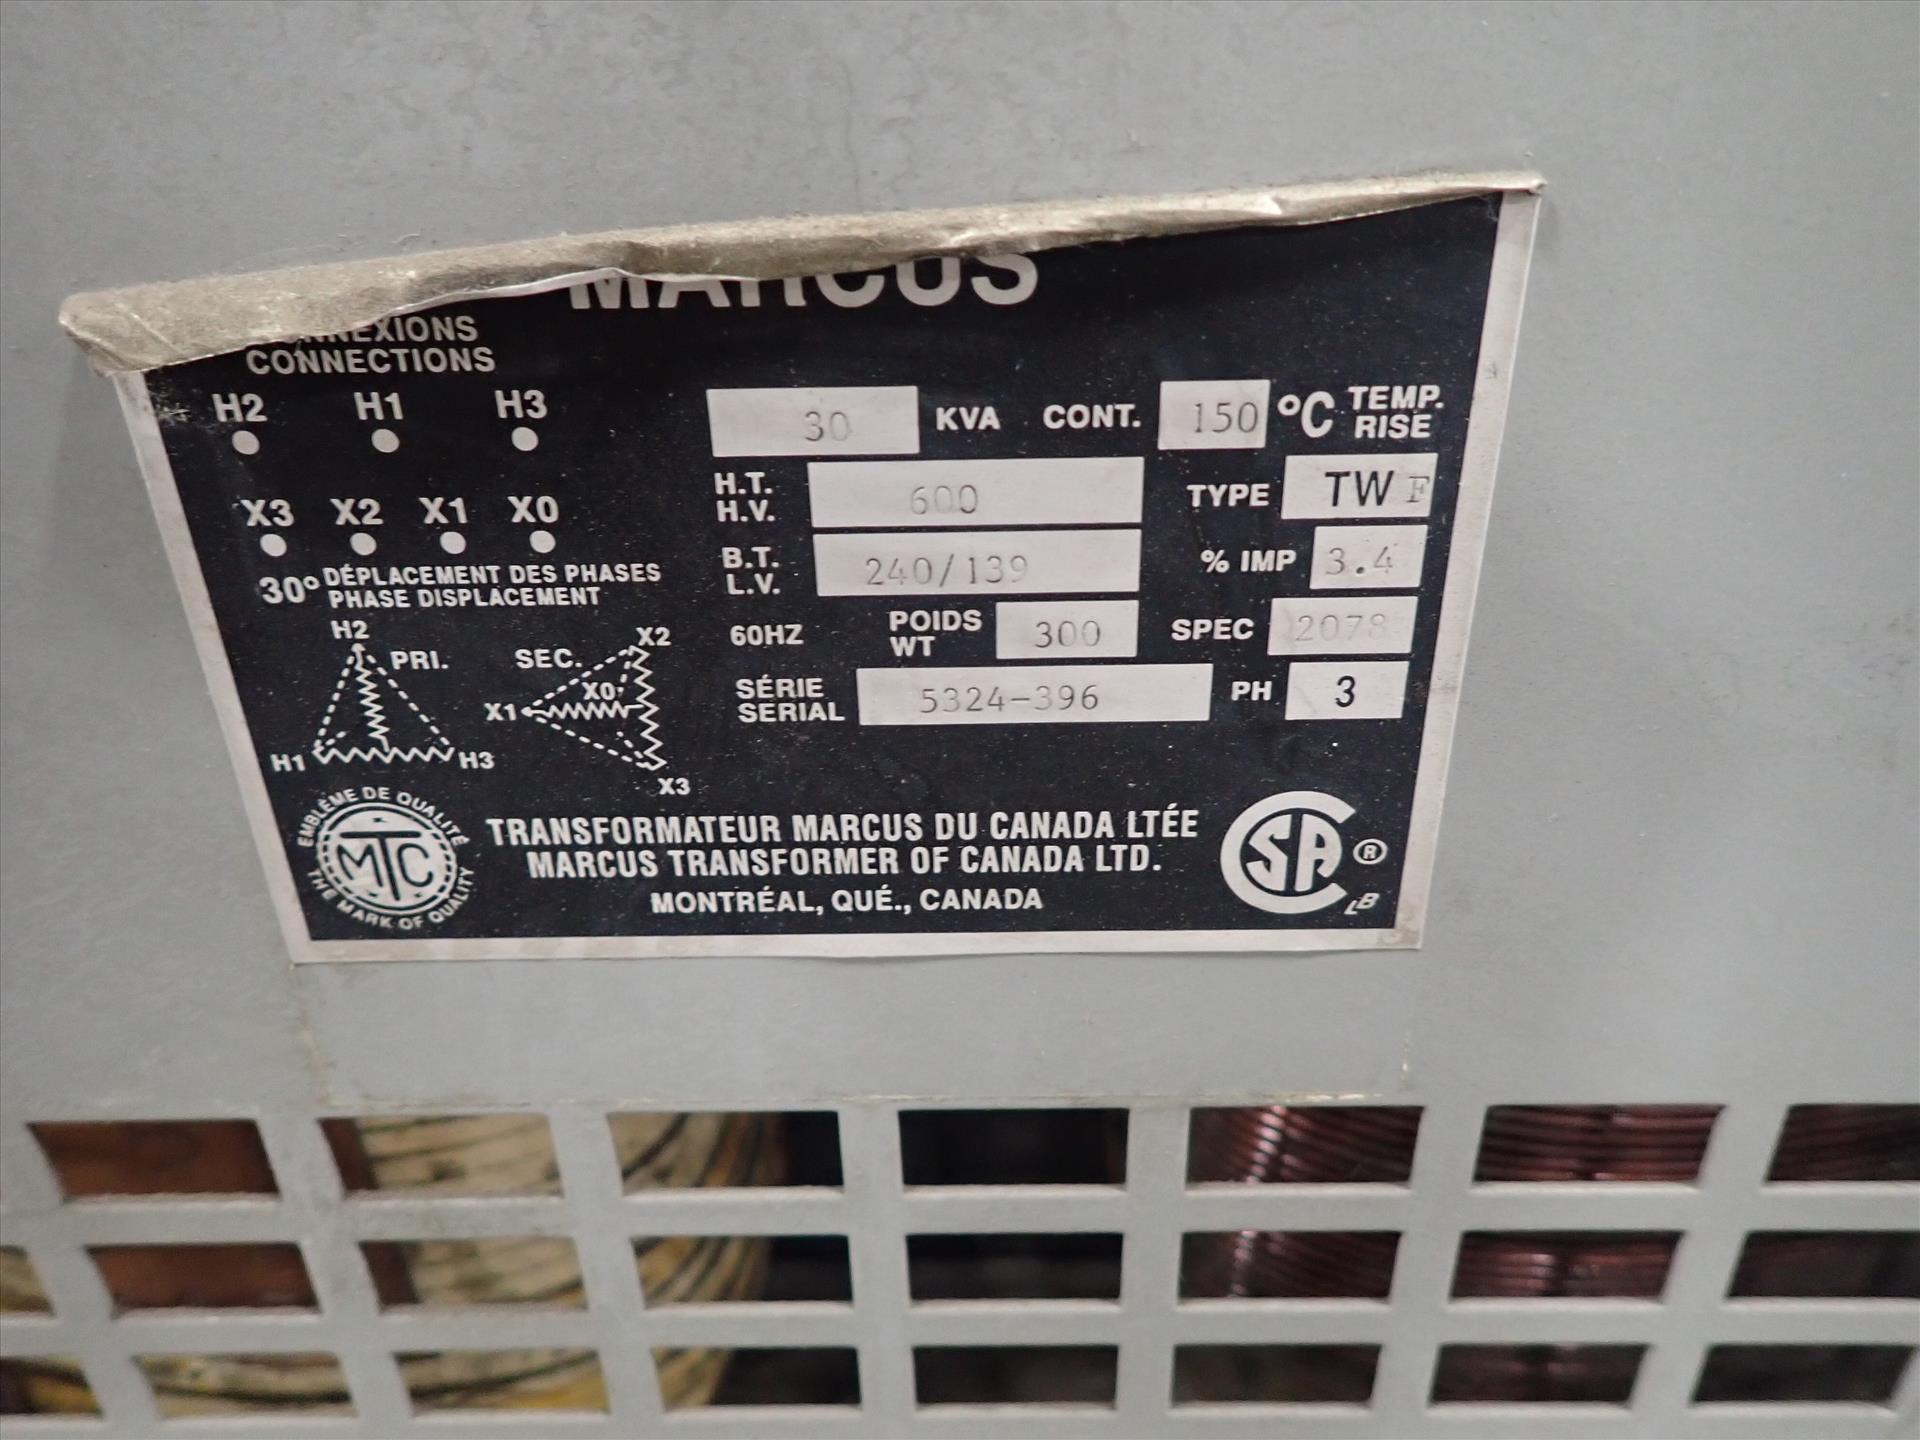 MARCUS
CONNEXIONS
CONNECTIONS
H2 H1 H3
X3 X2 X1 X0
30° DÉPLACEMENT DES PHASES
PHASE DISPLACEMENT
H2
PRI.
H1
H3
SEC.
X2
X0
X1
X3
30 KVA CONT. 150 °C TEMP. RISE
H.T.
H.V. 600 TYPE TW F
B.T.
L.V. 240/139 % IMP 3.4
60HZ POIDS
WT 300 SPEC 2078
SÉRIE
SERIAL 5324-396 PH 3
EMBLÈME DE QUALITÉ
MTC
THE MARK OF QUALITY
TRANSFORMATEUR MARCUS DU CANADA LTÉE
MARCUS TRANSFORMER OF CANADA LTD.
MONTRÉAL, QUÉ., CANADA
CSA ®
LB